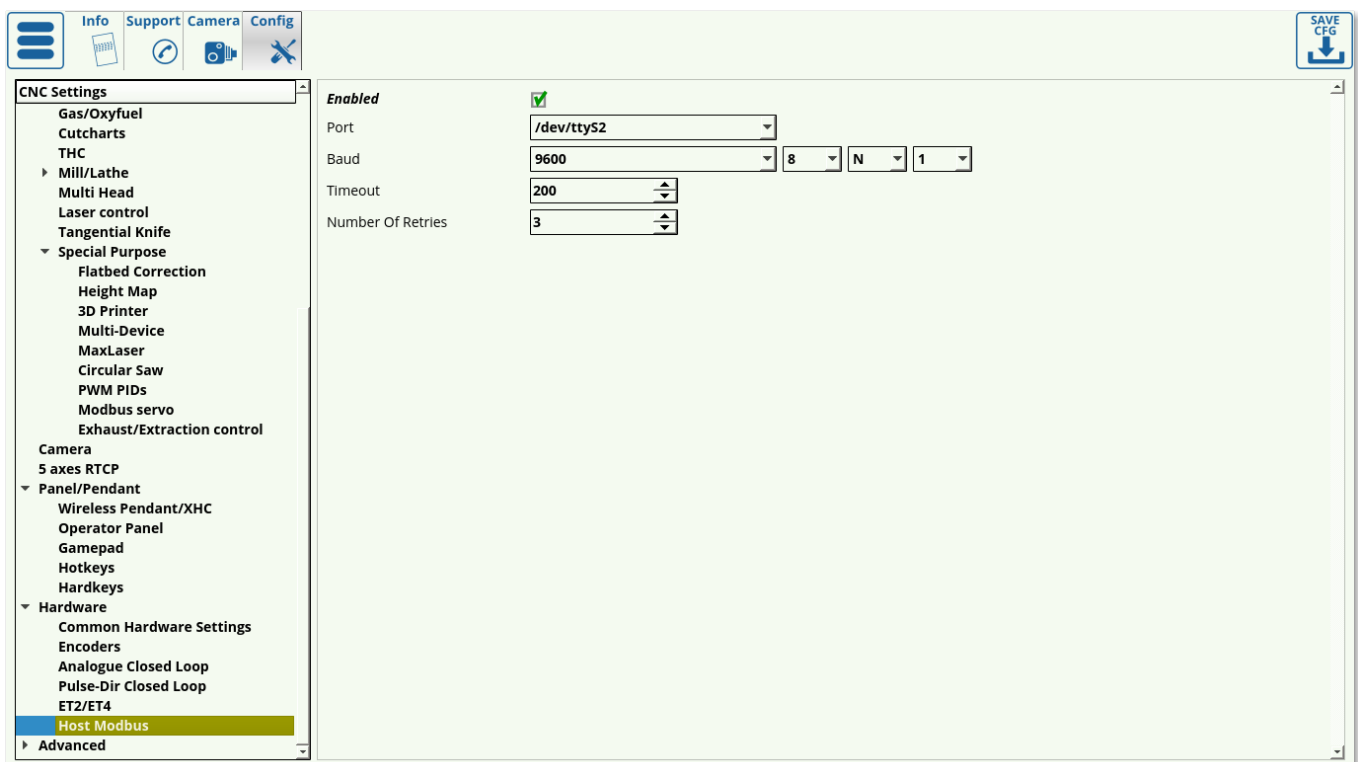 Info Support Camera Config
SAVE
CFG
CNC Settings
Gas/Oxyfuel
Cutcharts
THC
Mill/Lathe
Multi Head
Laser control
Tangential Knife
Special Purpose
Flatbed Correction
Height Map
3D Printer
Multi-Device
MaxLaser
Circular Saw
PWM PIDs
Modbus servo
Exhaust/Extraction control
Camera
5 axes RTCP
Panel/Pendant
Wireless Pendant/XHC
Operator Panel
Gamepad
Hotkeys
Hardkeys
Hardware
Common Hardware Settings
Encoders
Analogue Closed Loop
Pulse-Dir Closed Loop
ET2/ET4
Host Modbus
Advanced
Enabled
Port /dev/ttyS2
Baud 9600 8 N 1
Timeout 200
Number Of Retries 3